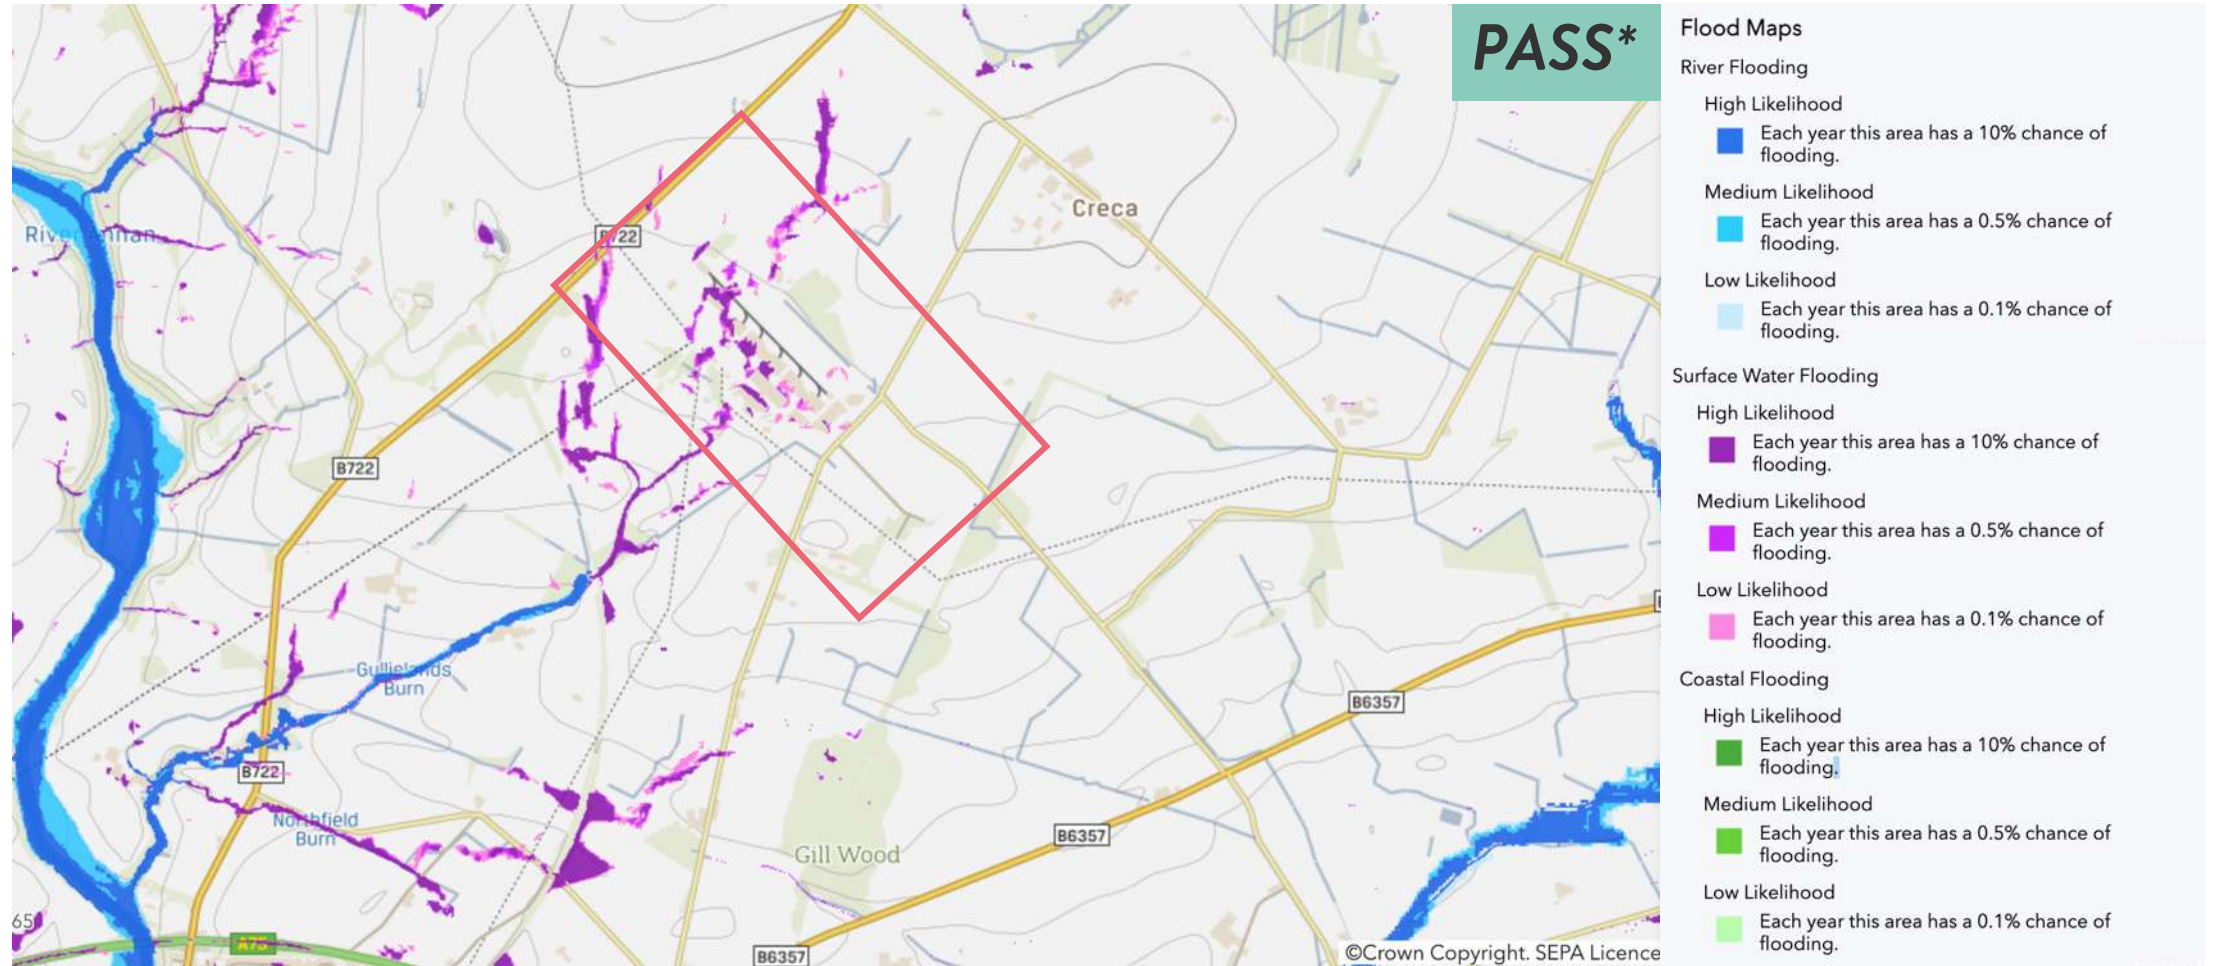 PASS*
River Annan
B722
Creca
B722
Gullielands
Burn
B722
Northfield
Burn
Gill Wood
B6357
B6357
B6357
A75
65
©Crown Copyright. SEPA Licence
Flood Maps
River Flooding
High Likelihood
Each year this area has a 10% chance of
flooding.
Medium Likelihood
Each year this area has a 0.5% chance of
flooding.
Low Likelihood
Each year this area has a 0.1% chance of
flooding.
Surface Water Flooding
High Likelihood
Each year this area has a 10% chance of
flooding.
Medium Likelihood
Each year this area has a 0.5% chance of
flooding.
Low Likelihood
Each year this area has a 0.1% chance of
flooding.
Coastal Flooding
High Likelihood
Each year this area has a 10% chance of
flooding.
Medium Likelihood
Each year this area has a 0.5% chance of
flooding.
Low Likelihood
Each year this area has a 0.1% chance of
flooding.